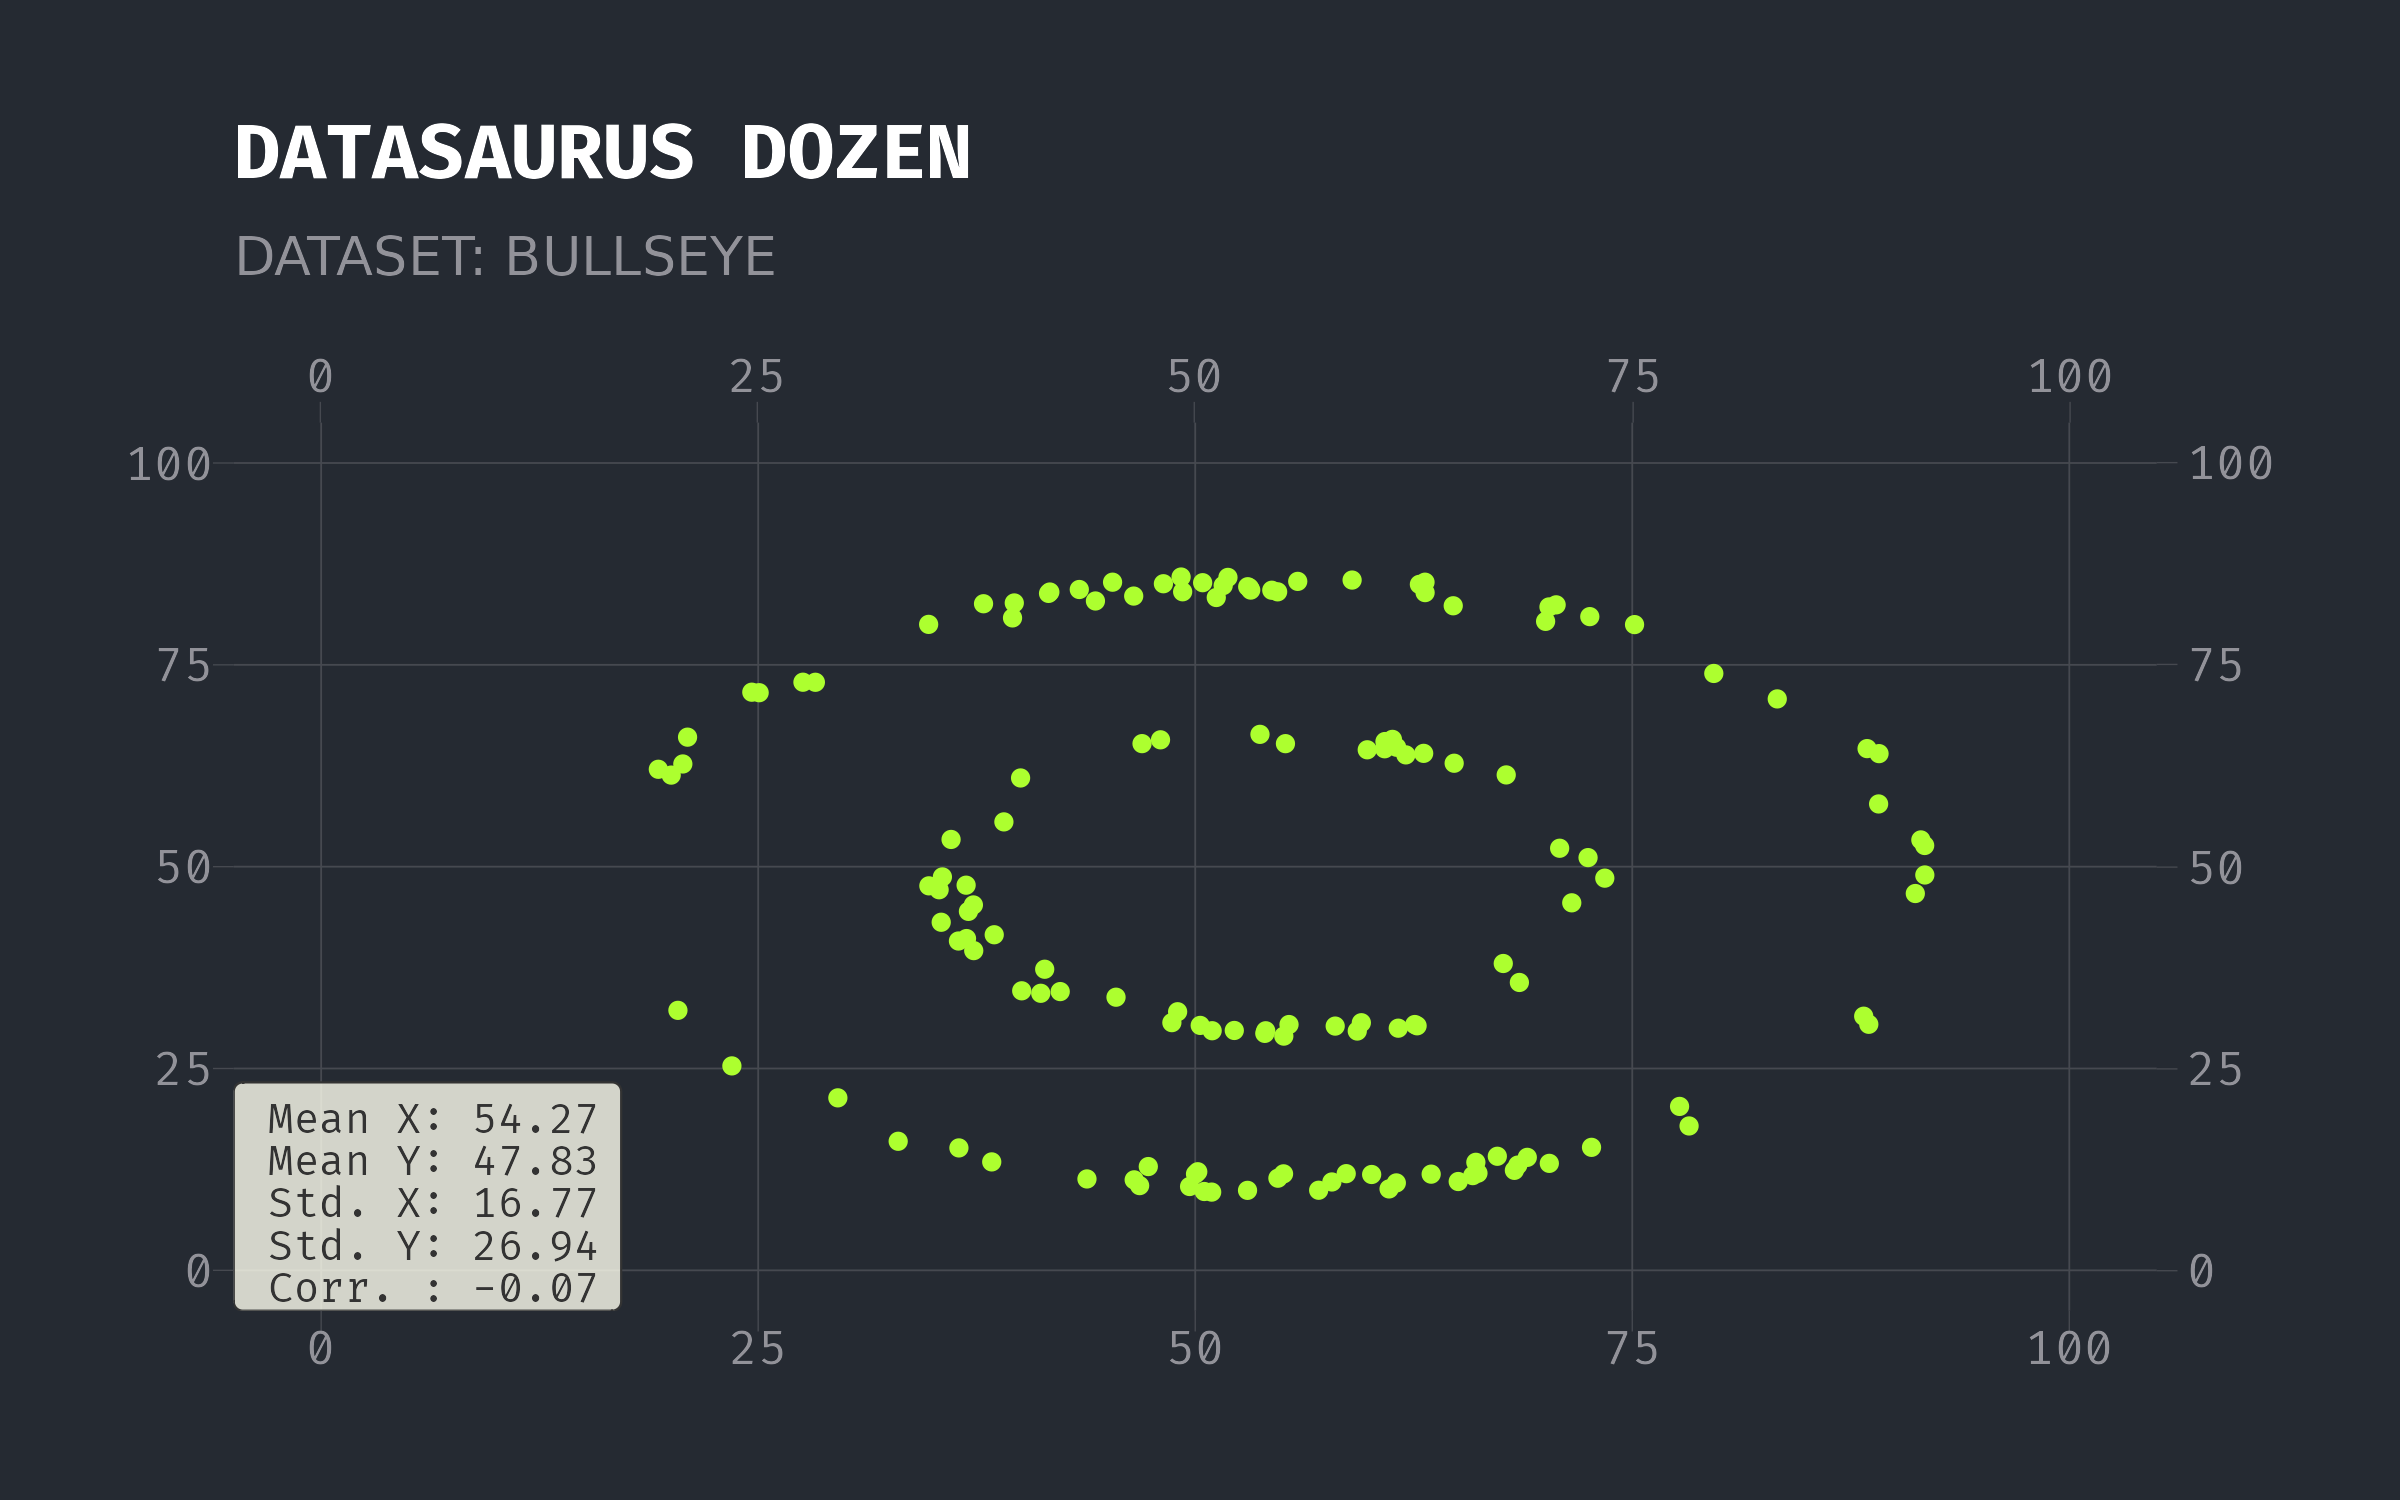 DATASAURUS DOZEN
DATASET: BULLSEYE
0 25 50 75 100
100 100
75 75
50 50
25 25
0 0
Mean X: 54.27
Mean Y: 47.83
Std. X: 16.77
Std. Y: 26.94
Corr. : -0.07
0 25 50 75 100